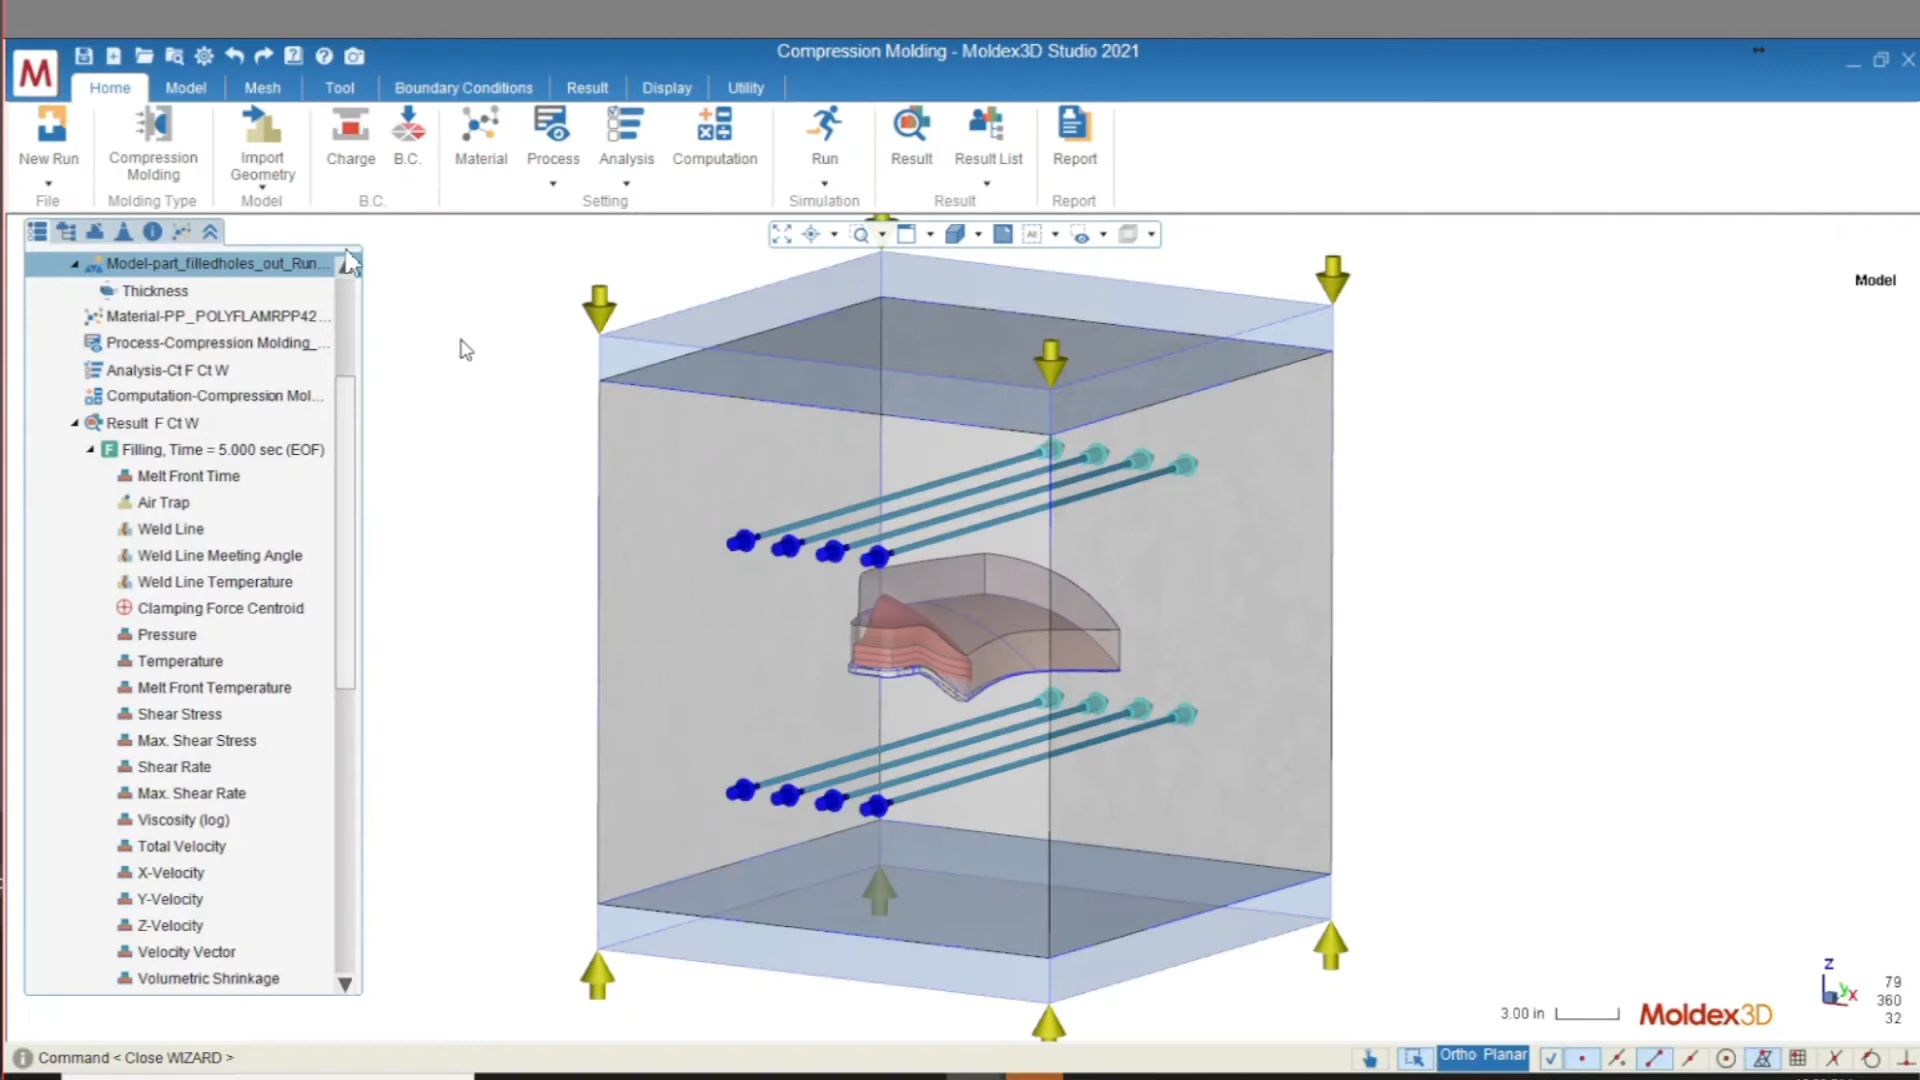 Compression Molding - Moldex3D Studio 2021
M
Home Model Mesh Tool Boundary Conditions Result Display Utility
New Run
Compression Molding
Import Geometry
Charge
B.C.
Material
Process
Analysis
Computation
Run
Result
Result List
Report
File
Molding Type
Model
B.C.
Setting
Simulation
Result
Report
Model-part_filledholes_out_Run...
Thickness
Material-PP_POLYFLAMRPP42...
Process-Compression Molding_...
Analysis-Ct F Ct W
Computation-Compression Mol...
Result F Ct W
F Filling, Time = 5.000 sec (EOF)
Melt Front Time
Air Trap
Weld Line
Weld Line Meeting Angle
Weld Line Temperature
Clamping Force Centroid
Pressure
Temperature
Melt Front Temperature
Shear Stress
Max. Shear Stress
Shear Rate
Max. Shear Rate
Viscosity (log)
Total Velocity
X-Velocity
Y-Velocity
Z-Velocity
Velocity Vector
Volumetric Shrinkage
Model
Z
Y
X
79
360
32
3.00 in
Moldex3D
Command < Close WIZARD >
Ortho Planar